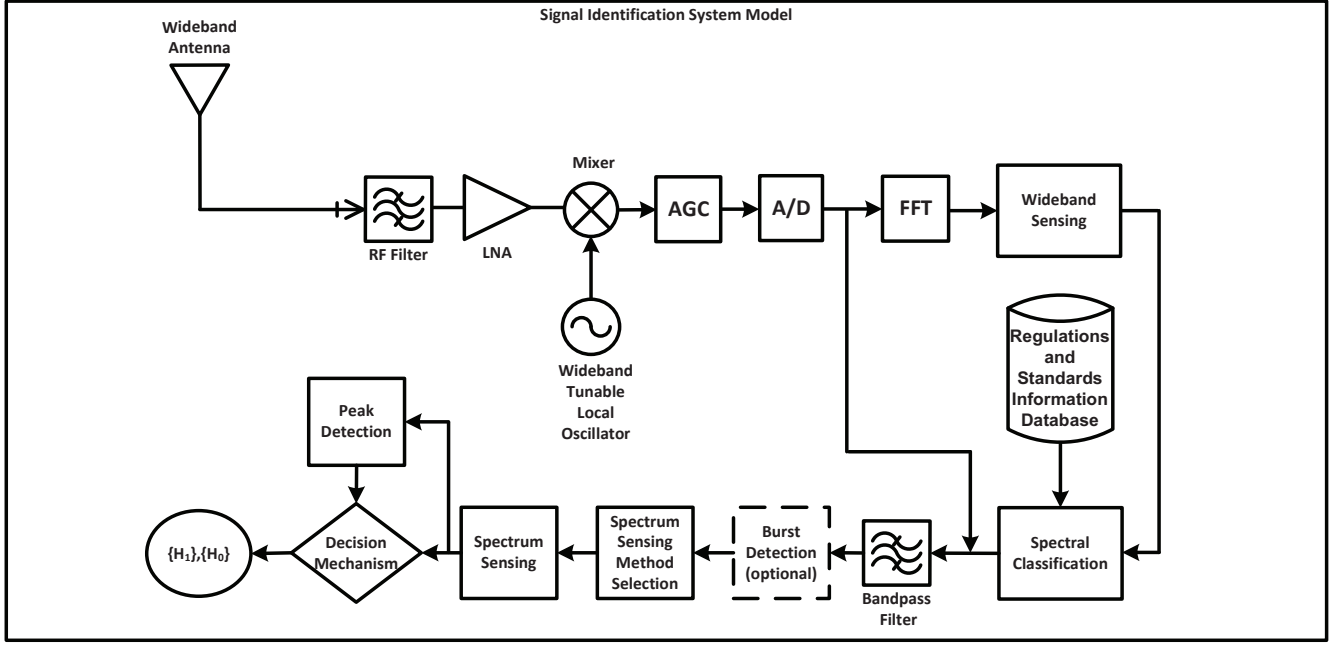 Signal Identification System Model
Wideband
Antenna
RF Filter
LNA
Mixer
Wideband
Tunable
Local
Oscillator
AGC
A/D
FFT
Wideband
Sensing
Regulations
and
Standards
Information
Database
Spectral
Classification
Bandpass
Filter
Burst
Detection
(optional)
Spectrum
Sensing
Method
Selection
Spectrum
Sensing
Peak
Detection
Decision
Mechanism
{H₁},{H₀}